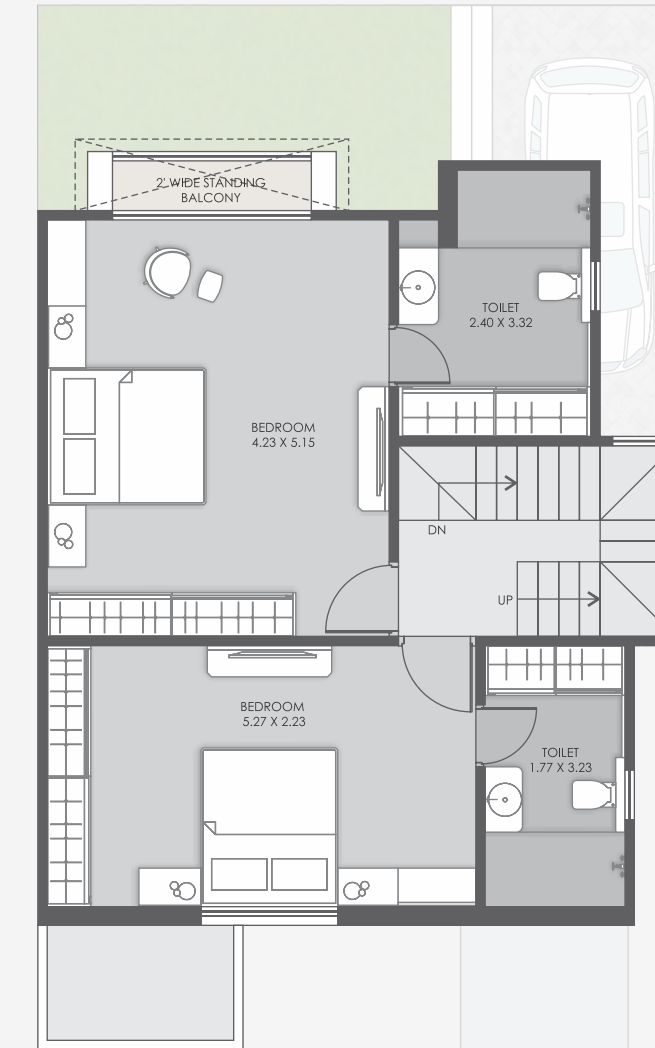 2' WIDE STANDING
BALCONY
TOILET
2.40 X 3.32
BEDROOM
4.23 X 5.15
DN
UP
BEDROOM
5.27 X 2.23
TOILET
1.77 X 3.23